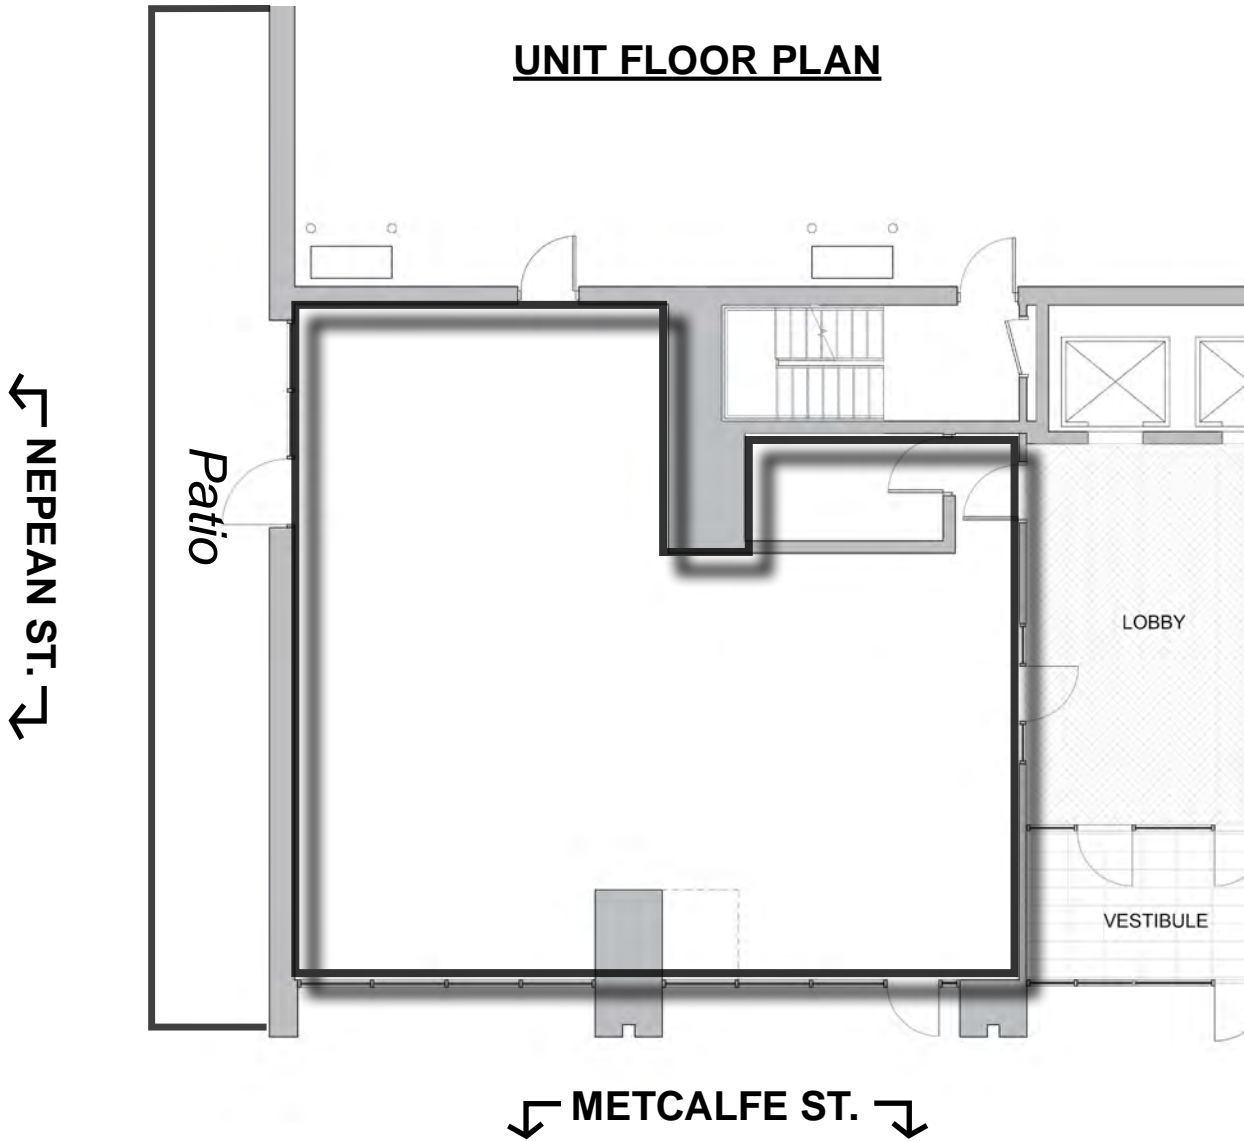 UNIT FLOOR PLAN
NEPEAN ST.
Patio
LOBBY
VESTIBULE
METCALFE ST.